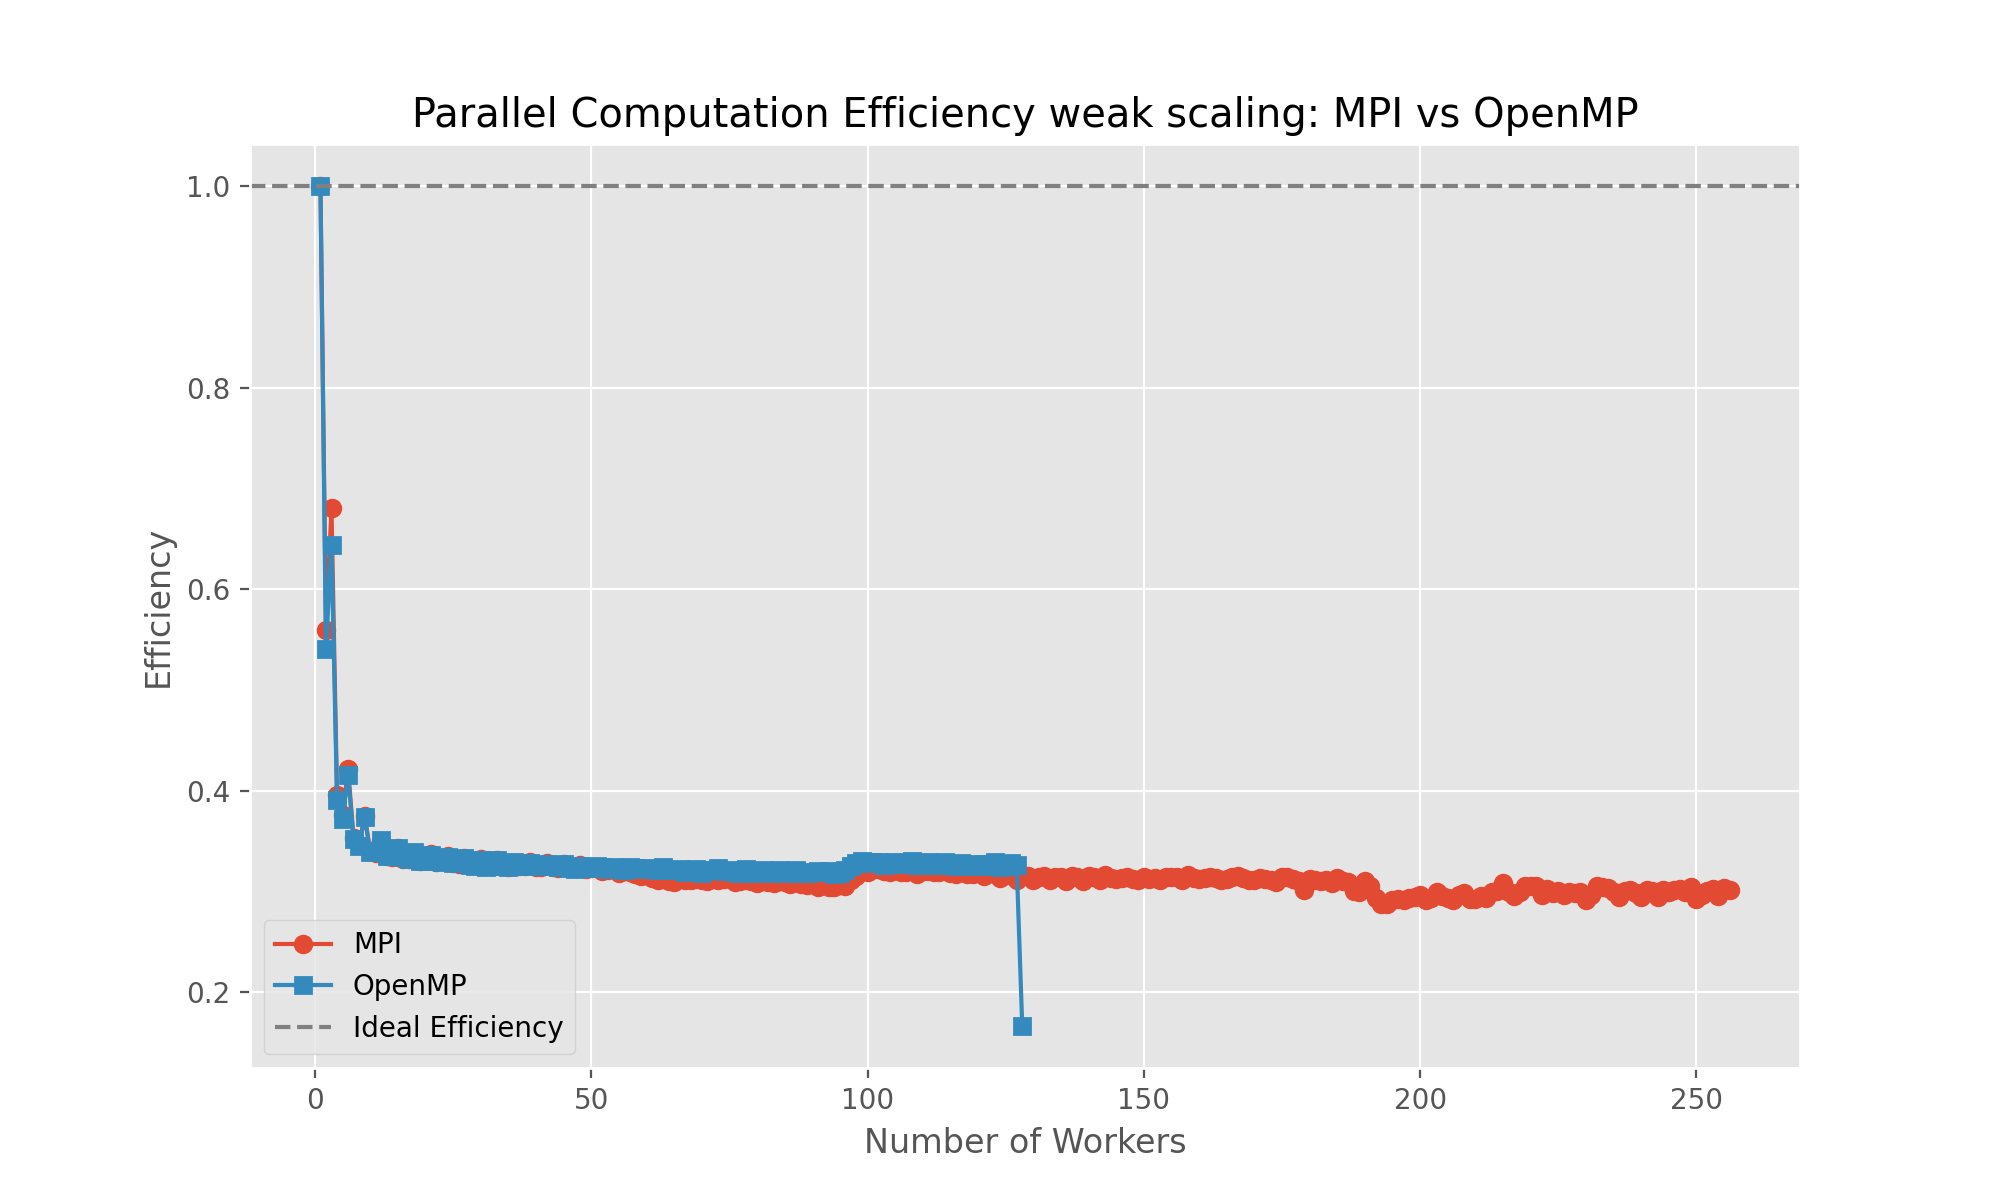 Parallel Computation Efficiency weak scaling: MPI vs OpenMP
1.0
0.8
0.6
0.4
0.2
Efficiency
MPI
OpenMP
Ideal Efficiency
0 50 100 150 200 250
Number of Workers